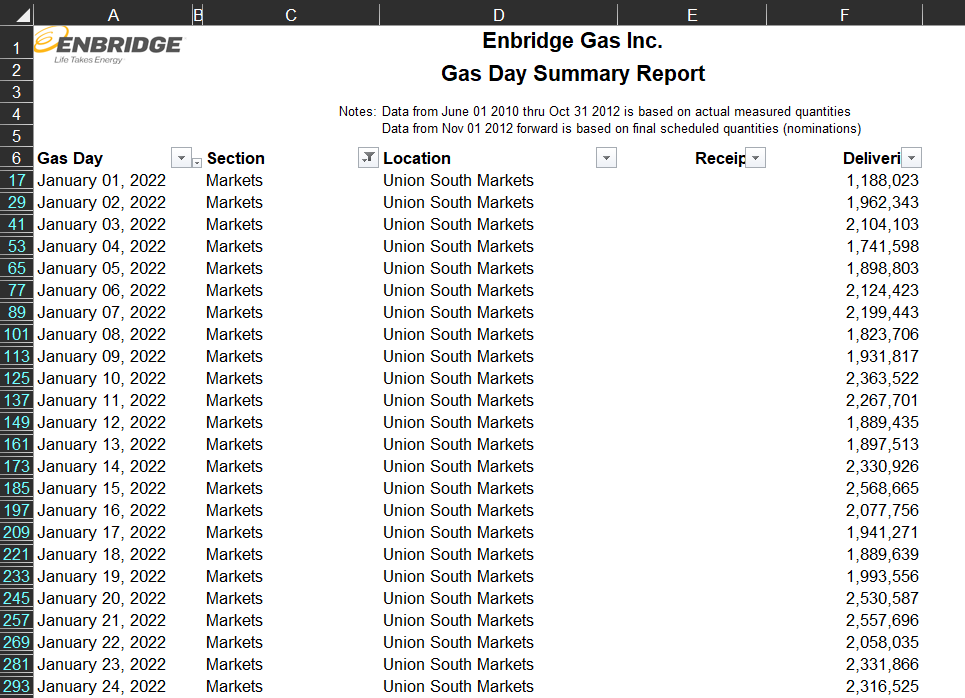 A B C D E F
1 ENBRIDGE Enbridge Gas Inc.
Life Takes Energy
2 Gas Day Summary Report
3
4 Notes: Data from June 01 2010 thru Oct 31 2012 is based on actual measured quantities
5 Data from Nov 01 2012 forward is based on final scheduled quantities (nominations)
6 Gas Day Section Location Receip Deliveri
17 January 01, 2022 Markets Union South Markets 1,188,023
29 January 02, 2022 Markets Union South Markets 1,962,343
41 January 03, 2022 Markets Union South Markets 2,104,103
53 January 04, 2022 Markets Union South Markets 1,741,598
65 January 05, 2022 Markets Union South Markets 1,898,803
77 January 06, 2022 Markets Union South Markets 2,124,423
89 January 07, 2022 Markets Union South Markets 2,199,443
101 January 08, 2022 Markets Union South Markets 1,823,706
113 January 09, 2022 Markets Union South Markets 1,931,817
125 January 10, 2022 Markets Union South Markets 2,363,522
137 January 11, 2022 Markets Union South Markets 2,267,701
149 January 12, 2022 Markets Union South Markets 1,889,435
161 January 13, 2022 Markets Union South Markets 1,897,513
173 January 14, 2022 Markets Union South Markets 2,330,926
185 January 15, 2022 Markets Union South Markets 2,568,665
197 January 16, 2022 Markets Union South Markets 2,077,756
209 January 17, 2022 Markets Union South Markets 1,941,271
221 January 18, 2022 Markets Union South Markets 1,889,639
233 January 19, 2022 Markets Union South Markets 1,993,556
245 January 20, 2022 Markets Union South Markets 2,530,587
257 January 21, 2022 Markets Union South Markets 2,557,696
269 January 22, 2022 Markets Union South Markets 2,058,035
281 January 23, 2022 Markets Union South Markets 2,331,866
293 January 24, 2022 Markets Union South Markets 2,316,525